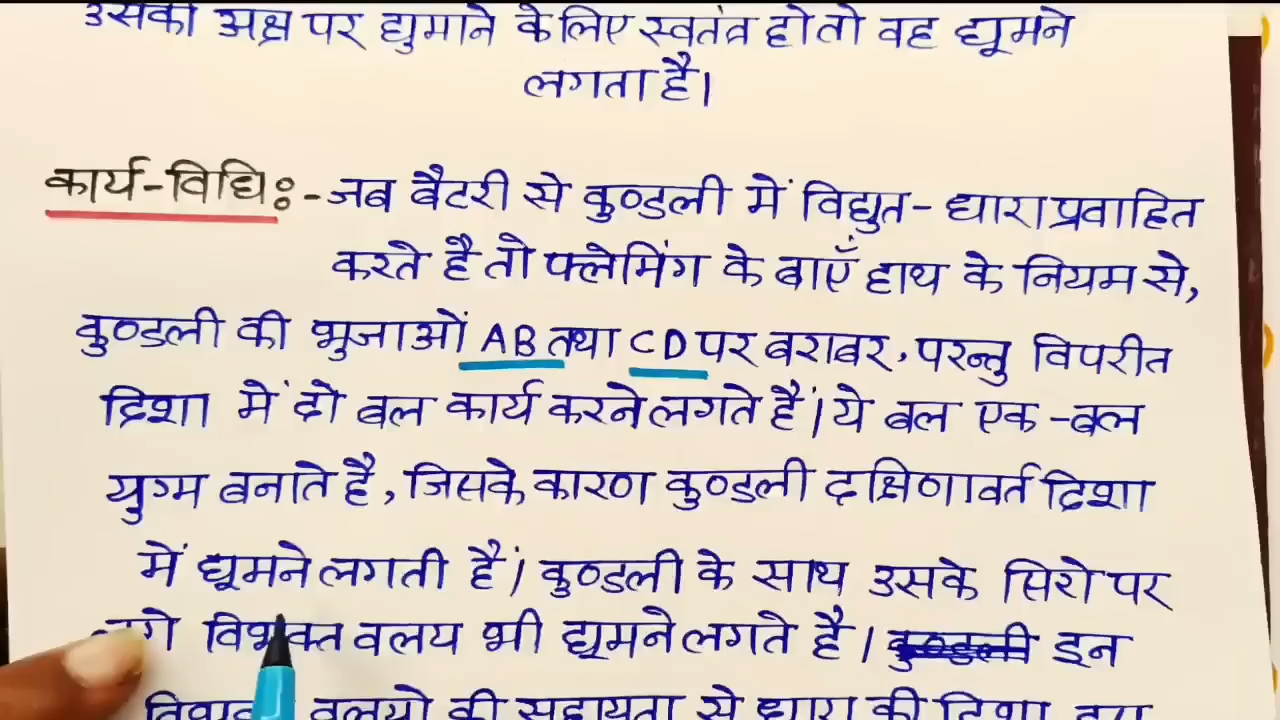 उसको अक्ष पर घुमाने के लिए स्वतंत्र हो तो वह घूमने
लगता है।
कार्य-विधि:- जब बैटरी से कुण्डली में विद्युत-धारा प्रवाहित
करते है तो फ्लेमिंग के बाएँ हाथ के नियम से,
कुण्डली की भुजाओं AB तथा CD पर बराबर, परन्तु विपरीत
दिशा में दो बल कार्य करने लगते हैं। ये बल एक-बल
युग्म बनाते है, जिसके कारण कुण्डली दक्षिणावर्त दिशा
में घूमने लगती हैं। कुण्डली के साथ उसके सिरो पर
लगे विभक्त वलय भी घूमने लगते है। कुण्डली इन
वलयो की सहायता से धारा की दिशा